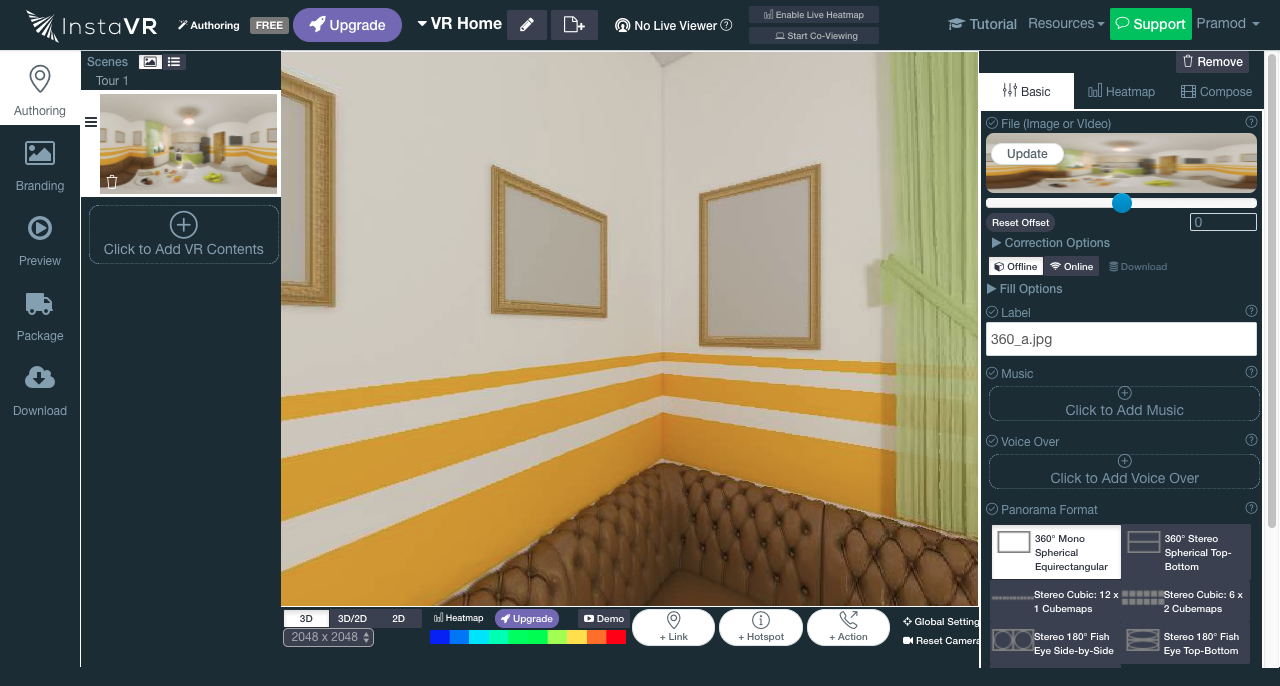 InstaVR
Authoring
FREE
Upgrade
VR Home
No Live Viewer
Enable Live Heatmap
Start Co-Viewing
Tutorial
Resources
Support
Pramod
Authoring
Branding
Preview
Package
Download
Scenes
Tour 1
Click to Add VR Contents
3D
3D/2D
2D
2048 x 2048
Heatmap
Upgrade
Demo
+ Link
+ Hotspot
+ Action
Global Setting
Reset Camera
Remove
Basic
Heatmap
Compose
File (Image or VIdeo)
Update
Reset Offset
0
Correction Options
Offline
Online
Download
Fill Options
Label
360_a.jpg
Music
Click to Add Music
Voice Over
Click to Add Voice Over
Panorama Format
360° Mono
Spherical
Equirectangular
360° Stereo
Spherical Top-
Bottom
Stereo Cubic: 12 x
1 Cubemaps
Stereo Cubic: 6 x
2 Cubemaps
Stereo 180° Fish
Eye Side-by-Side
Stereo 180° Fish
Eye Top-Bottom